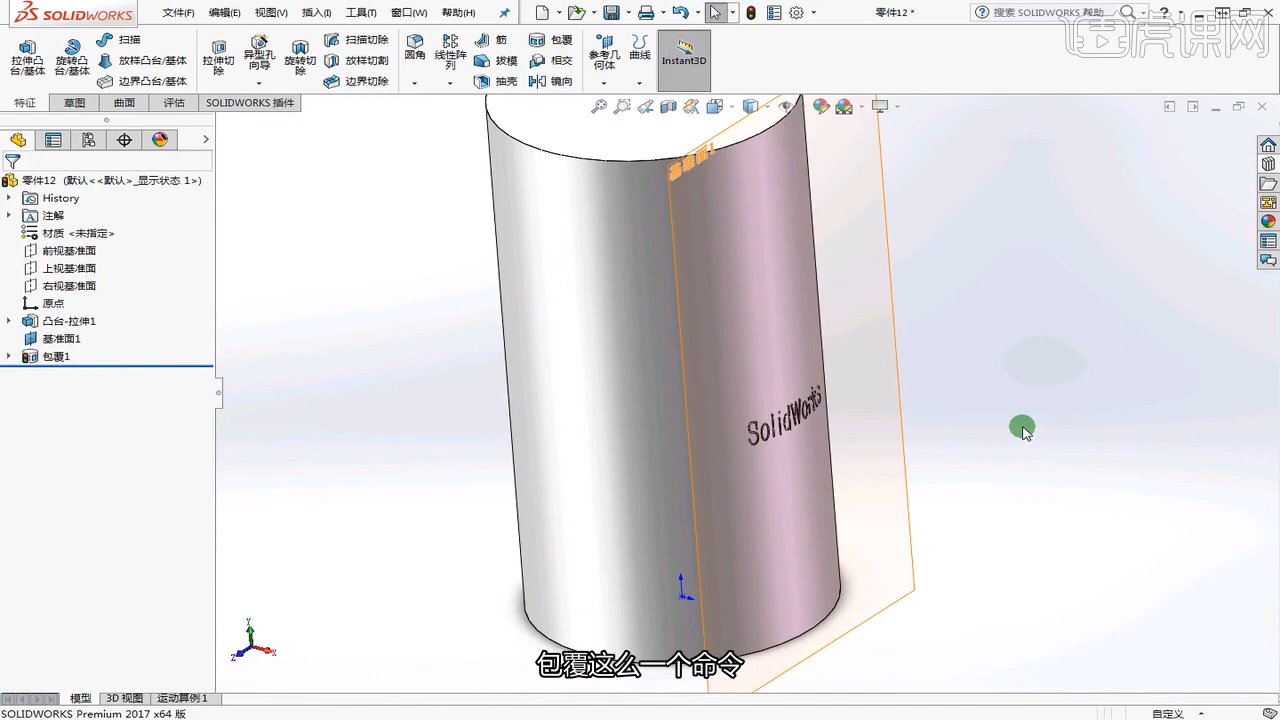 SOLIDWORKS
文件(F) 编辑(E) 视图(V) 插入(I) 工具(T) 窗口(W) 帮助(H)
零件12 *
搜索 SOLIDWORKS 帮助
虎课网
拉伸凸台/基体
旋转凸台/基体
扫描
放样凸台/基体
边界凸台/基体
拉伸切除
异型孔向导
旋转切除
扫描切除
放样切割
边界切除
圆角
线性阵列
筋
拔模
抽壳
包覆
相交
镜向
参考几何体
曲线
Instant3D
特征 草图 曲面 评估 SOLIDWORKS 插件
零件12 (默认<<默认>_显示状态 1>)
History
注解
材质 <未指定>
前视基准面
上视基准面
右视基准面
原点
凸台-拉伸1
基准面1
包覆1
基准面1
SolidWorks
Y
Z
X
包覆这么一个命令
模型 3D 视图 运动算例 1
SOLIDWORKS Premium 2017 x64 版
自定义